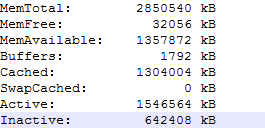 MemTotal: 2850540 kB
MemFree: 32056 kB
MemAvailable: 1357872 kB
Buffers: 1792 kB
Cached: 1304004 kB
SwapCached: 0 kB
Active: 1546564 kB
Inactive: 642408 kB